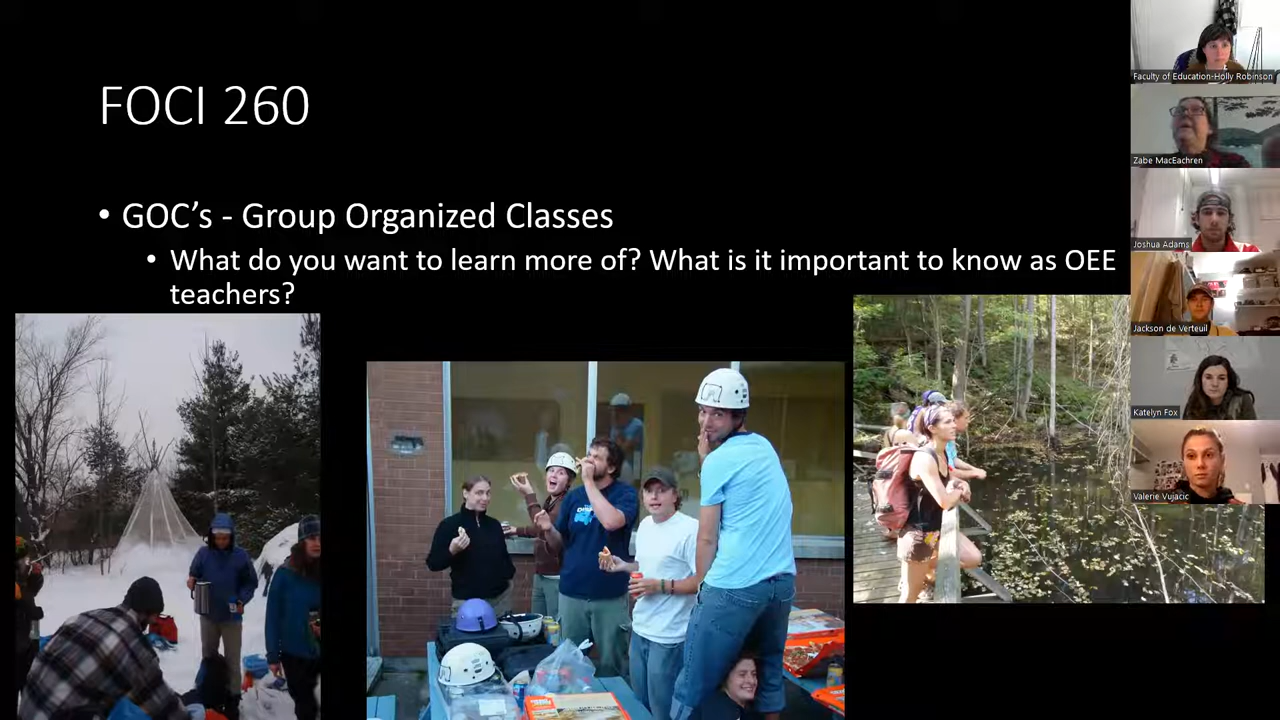 FOCI 260
• GOC's - Group Organized Classes
• What do you want to learn more of? What is it important to know as OEE
teachers?
Faculty of Education-Holly Robinson
Zabe MacEachren
Joshua Adams
Jackson de Verteuil
Katelyn Fox
Valerie Vujacic